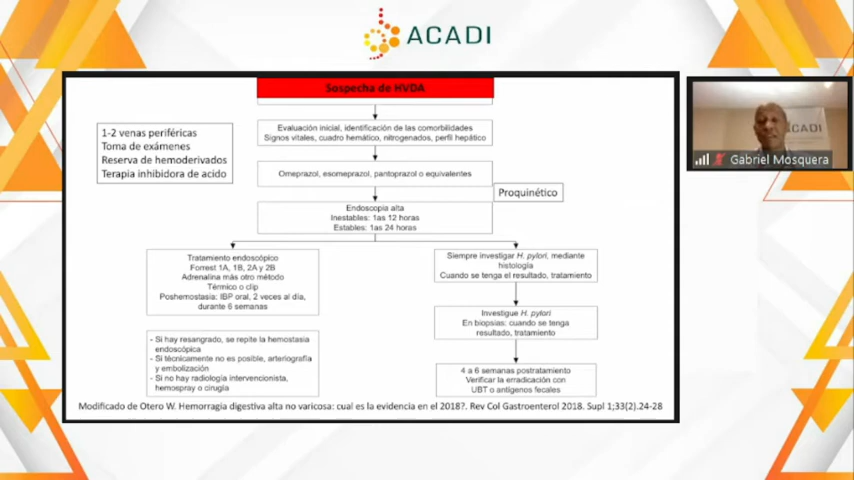 ACADI
Sospecha de HVDA
1-2 venas periféricas
Toma de exámenes
Reserva de hemoderivados
Terapia inhibidora de acido
Evaluación inicial, identificación de las comorbilidades
Signos vitales, cuadro hemático, nitrogenados, perfil hepático
Omeprazol, esomeprazol, pantoprazol o equivalentes
Proquinético
Endoscopia alta
Inestables: 1as 12 horas
Estables: 1as 24 horas
Tratamiento endoscópico
Forrest 1A, 1B, 2A y 2B
Adrenalina más otro método
Térmico o clip
Poshemostasia: IBP oral, 2 veces al día,
durante 6 semanas
Siempre investigar H. pylori, mediante
histología
Cuando se tenga el resultado, tratamiento
Investigue H. pylori
En biopsias: cuando se tenga
resultado, tratamiento
- Si hay resangrado, se repite la hemostasia
endoscópica
- Si técnicamente no es posible, arteriografía
y embolización
- Si no hay radiología intervencionista,
hemospray o cirugía
4 a 6 semanas postratamiento
Verificar la erradicación con
UBT o antígenos fecales
Modificado de Otero W. Hemorragia digestiva alta no varicosa: cual es la evidencia en el 2018?. Rev Col Gastroenterol 2018. Supl 1;33(2).24-28
CADI
Gabriel Mosquera